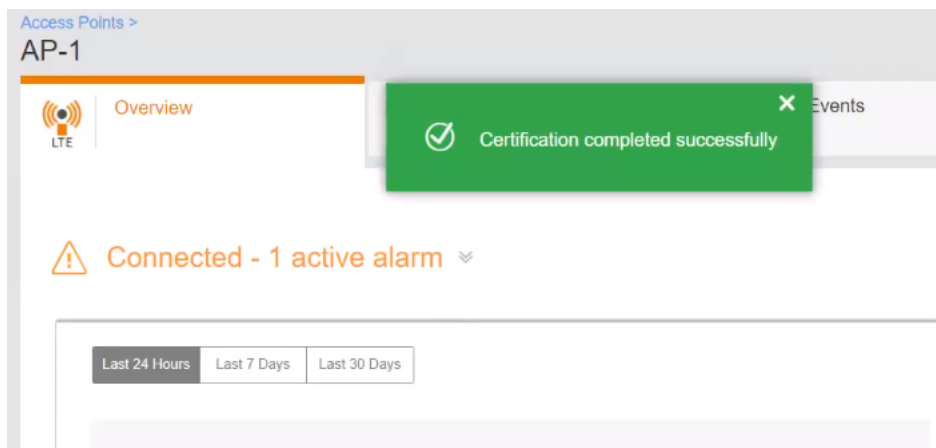 Access Points >
AP-1
LTE
Overview
Events
Certification completed successfully
Connected - 1 active alarm
Last 24 Hours
Last 7 Days
Last 30 Days